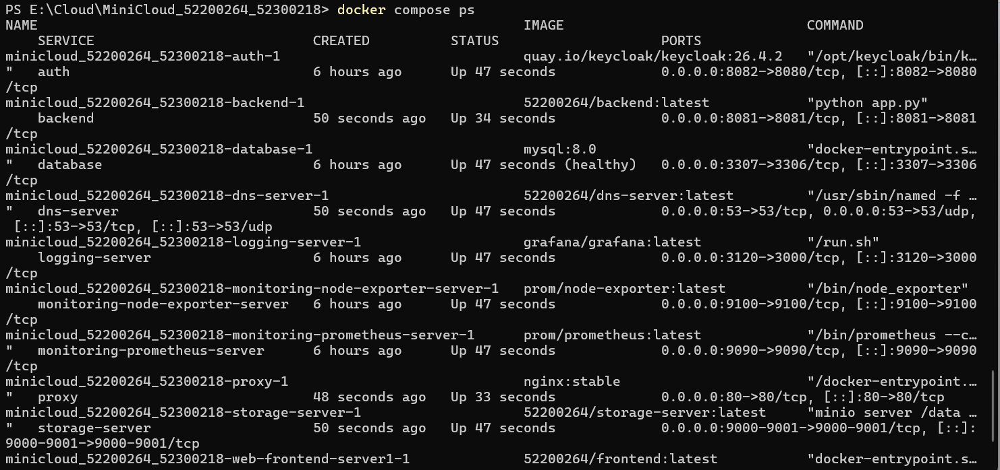 PS E:\Cloud\MiniCloud_52200264_52300218> docker compose ps
NAME IMAGE COMMAND
SERVICE CREATED STATUS PORTS
minicloud_52200264_52300218-auth-1 quay.io/keycloak/keycloak:26.4.2 "/opt/keycloak/bin/k…
" auth 6 hours ago Up 47 seconds 0.0.0.0:8082->8080/tcp, [::]:8082->8080
/tcp
minicloud_52200264_52300218-backend-1 52200264/backend:latest "python app.py"
backend 50 seconds ago Up 34 seconds 0.0.0.0:8081->8081/tcp, [::]:8081->8081
/tcp
minicloud_52200264_52300218-database-1 mysql:8.0 "docker-entrypoint.s…
" database 6 hours ago Up 47 seconds (healthy) 0.0.0.0:3307->3306/tcp, [::]:3307->3306
/tcp
minicloud_52200264_52300218-dns-server-1 52200264/dns-server:latest "/usr/sbin/named -f …
" dns-server 50 seconds ago Up 47 seconds 0.0.0.0:53->53/tcp, 0.0.0.0:53->53/udp,
[::]:53->53/tcp, [::]:53->53/udp
minicloud_52200264_52300218-logging-server-1 grafana/grafana:latest "/run.sh"
logging-server 6 hours ago Up 47 seconds 0.0.0.0:3120->3000/tcp, [::]:3120->3000
/tcp
minicloud_52200264_52300218-monitoring-node-exporter-server-1 prom/node-exporter:latest "/bin/node_exporter"
monitoring-node-exporter-server 6 hours ago Up 47 seconds 0.0.0.0:9100->9100/tcp, [::]:9100->9100
/tcp
minicloud_52200264_52300218-monitoring-prometheus-server-1 prom/prometheus:latest "/bin/prometheus --c…
" monitoring-prometheus-server 6 hours ago Up 47 seconds 0.0.0.0:9090->9090/tcp, [::]:9090->9090
/tcp
minicloud_52200264_52300218-proxy-1 nginx:stable "/docker-entrypoint.…
" proxy 48 seconds ago Up 33 seconds 0.0.0.0:80->80/tcp, [::]:80->80/tcp
minicloud_52200264_52300218-storage-server-1 52200264/storage-server:latest "minio server /data …
" storage-server 50 seconds ago Up 47 seconds 0.0.0.0:9000-9001->9000-9001/tcp, [::]:
9000-9001->9000-9001/tcp
minicloud_52200264_52300218-web-frontend-server1-1 52200264/frontend:latest "docker-entrypoint.s…